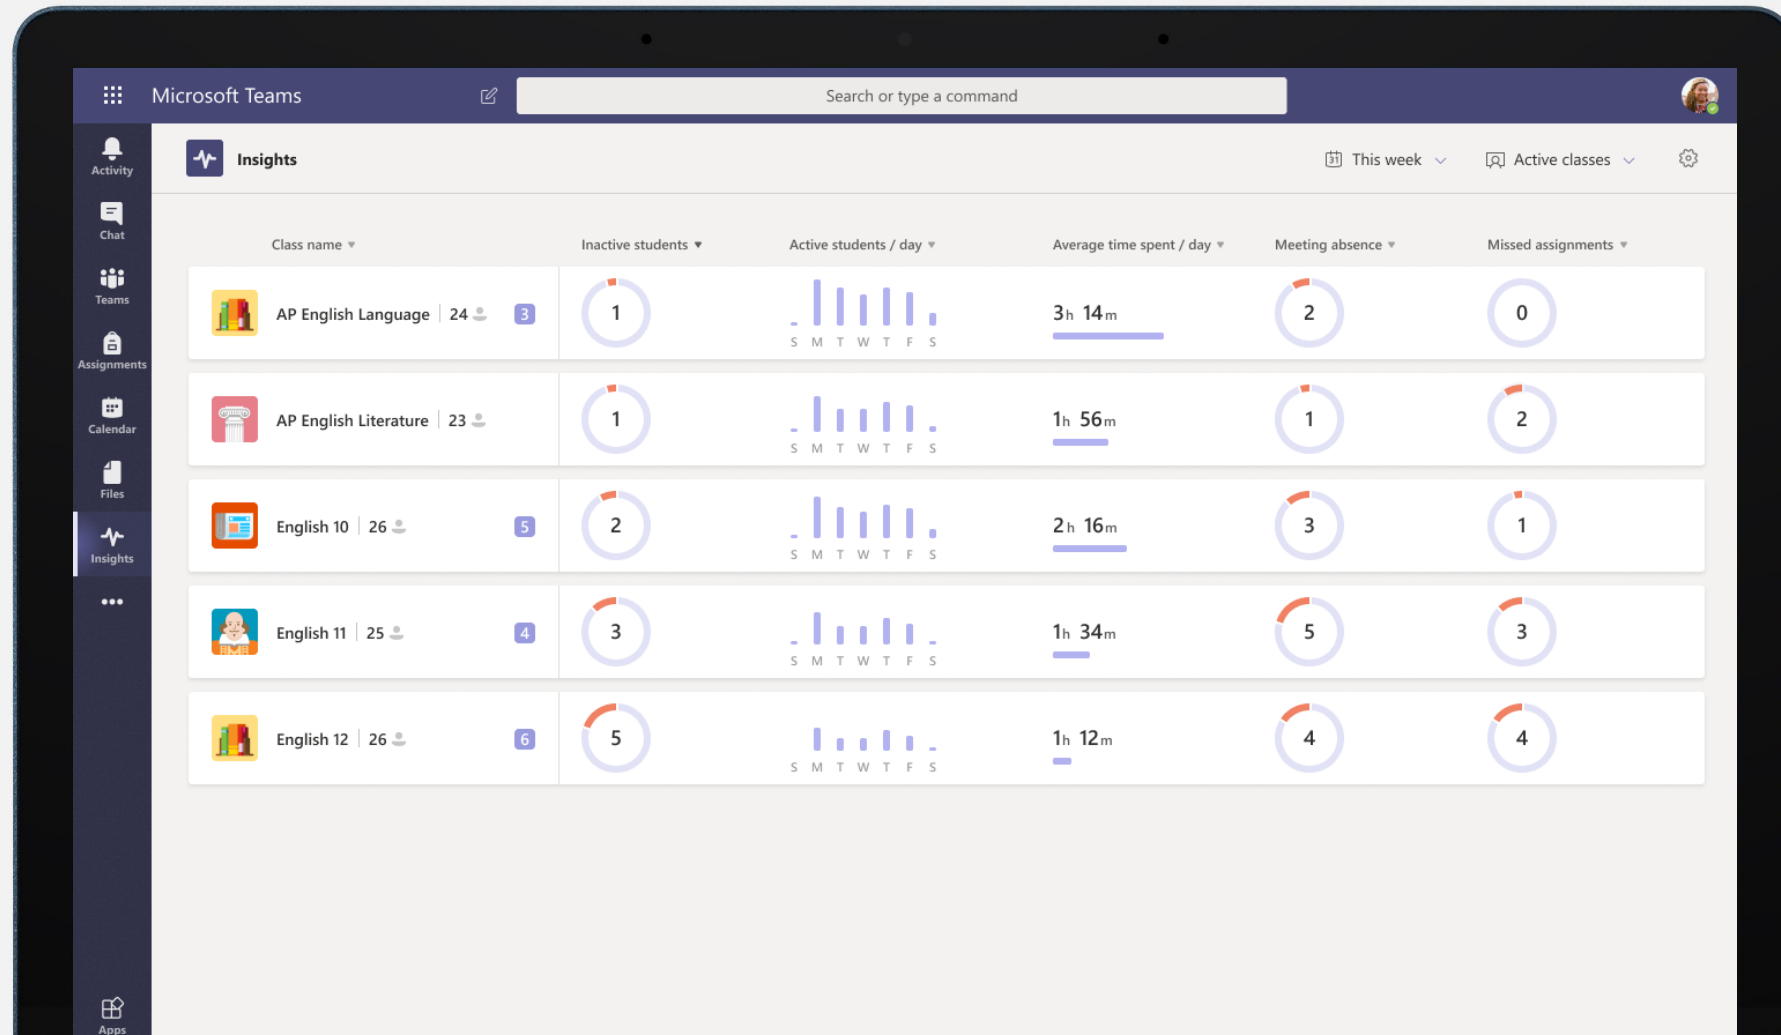 Microsoft Teams
Search or type a command
Activity
Chat
Teams
Assignments
Calendar
Files
Insights
Apps
Insights
31 This week
Active classes
Class name
Inactive students
Active students / day
Average time spent / day
Meeting absence
Missed assignments
AP English Language | 24
3
1
S M T W T F S
3h 14m
2
0
AP English Literature | 23
1
S M T W T F S
1h 56m
1
2
English 10 | 26
5
2
S M T W T F S
2h 16m
3
1
English 11 | 25
4
3
S M T W T F S
1h 34m
5
3
English 12 | 26
6
5
S M T W T F S
1h 12m
4
4